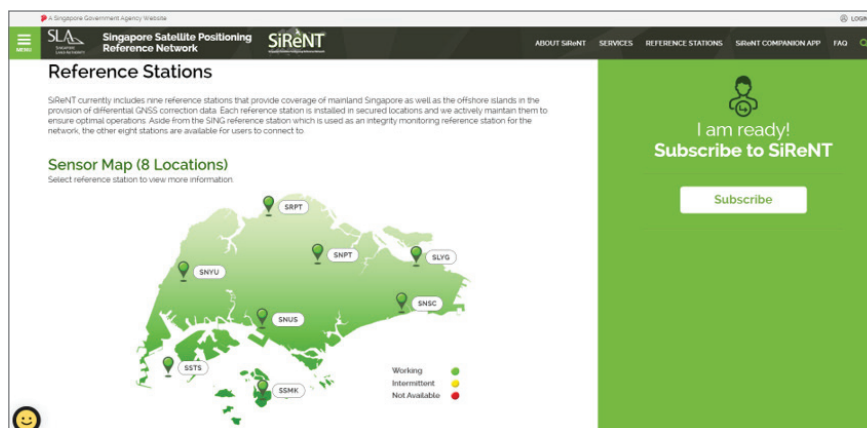 A Singapore Government Agency Website
LOGIN
MENU
SLA
SINGAPORE
LAND AUTHORITY
Singapore Satellite Positioning
Reference Network
SiReNT
ABOUT SiReNT SERVICES REFERENCE STATIONS SiReNT COMPANION APP FAQ
Reference Stations
SiReNT currently includes nine reference stations that provide coverage of mainland Singapore as well as the offshore islands in the
provision of differential GNSS correction data. Each reference station is installed in secured locations and we actively maintain them to
ensure optimal operations. Aside from the SING reference station which is used as an integrity monitoring reference station for the
network, the other eight stations are available for users to connect to.
Sensor Map (8 Locations)
Select reference station to view more information
SRPT
SNPT
SLYG
SNYU
SNSC
SNUS
SSTS
SSMK
Working
Intermittent
Not Available
I am ready!
Subscribe to SiReNT
Subscribe